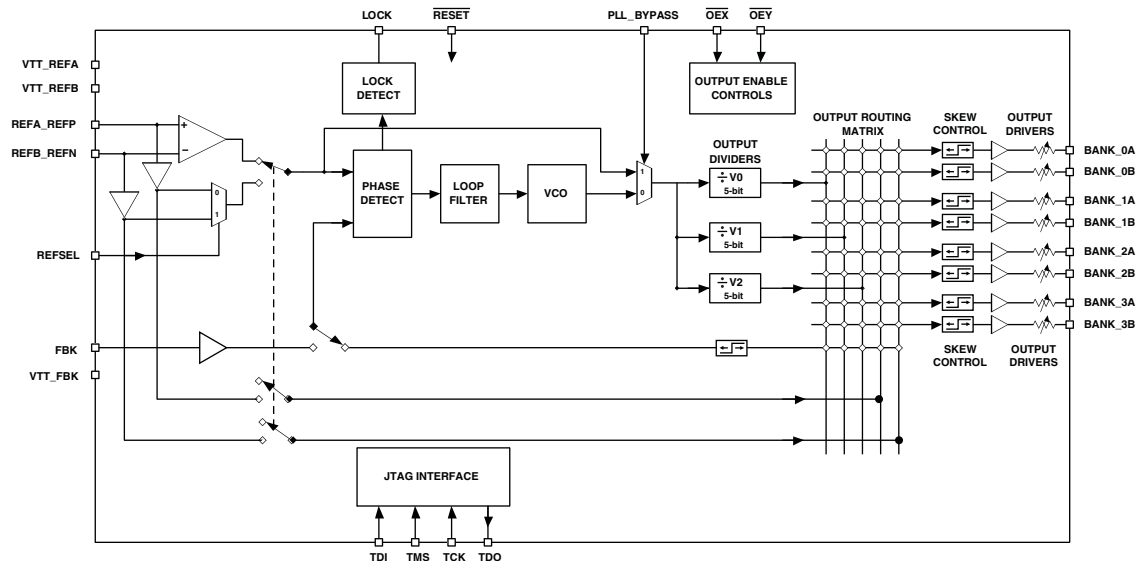 LOCK
RESET
PLL_BYPASS
OEX
OEY
VTT_REFA
VTT_REFB
REFA_REFP
REFB_REFN
REFSEL
FBK
VTT_FBK
+
–
0
1
LOCK
DETECT
PHASE
DETECT
LOOP
FILTER
VCO
1
0
OUTPUT ENABLE
CONTROLS
OUTPUT
DIVIDERS
÷ V0
5-bit
÷ V1
5-bit
÷ V2
5-bit
OUTPUT ROUTING
MATRIX
SKEW
CONTROL
OUTPUT
DRIVERS
BANK_0A
BANK_0B
BANK_1A
BANK_1B
BANK_2A
BANK_2B
BANK_3A
BANK_3B
SKEW
CONTROL
OUTPUT
DRIVERS
JTAG INTERFACE
TDI
TMS
TCK
TDO